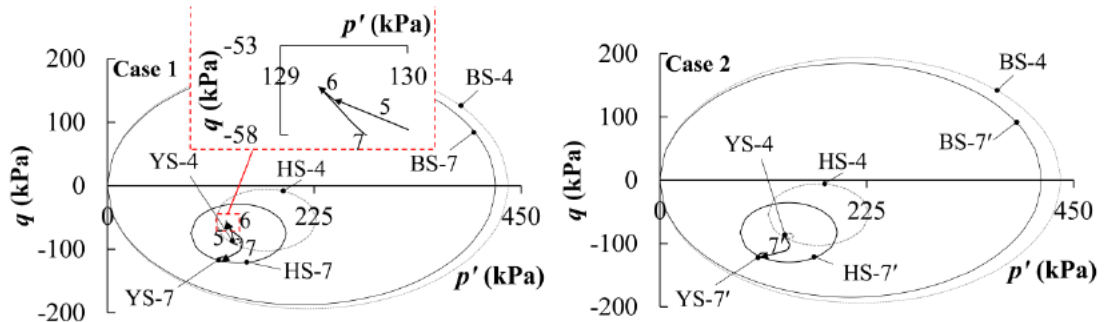 Case 1
200
100
0
-100
-200
q (kPa)
0
225
450
p' (kPa)
p' (kPa)
-53
129
130
q (kPa)
-58
6
5
7
YS-4
HS-4
BS-4
BS-7
5
6
7
YS-7
HS-7
Case 2
200
100
0
-100
-200
q (kPa)
0
225
450
p' (kPa)
BS-4
BS-7′
YS-4
HS-4
7′
YS-7′
HS-7′